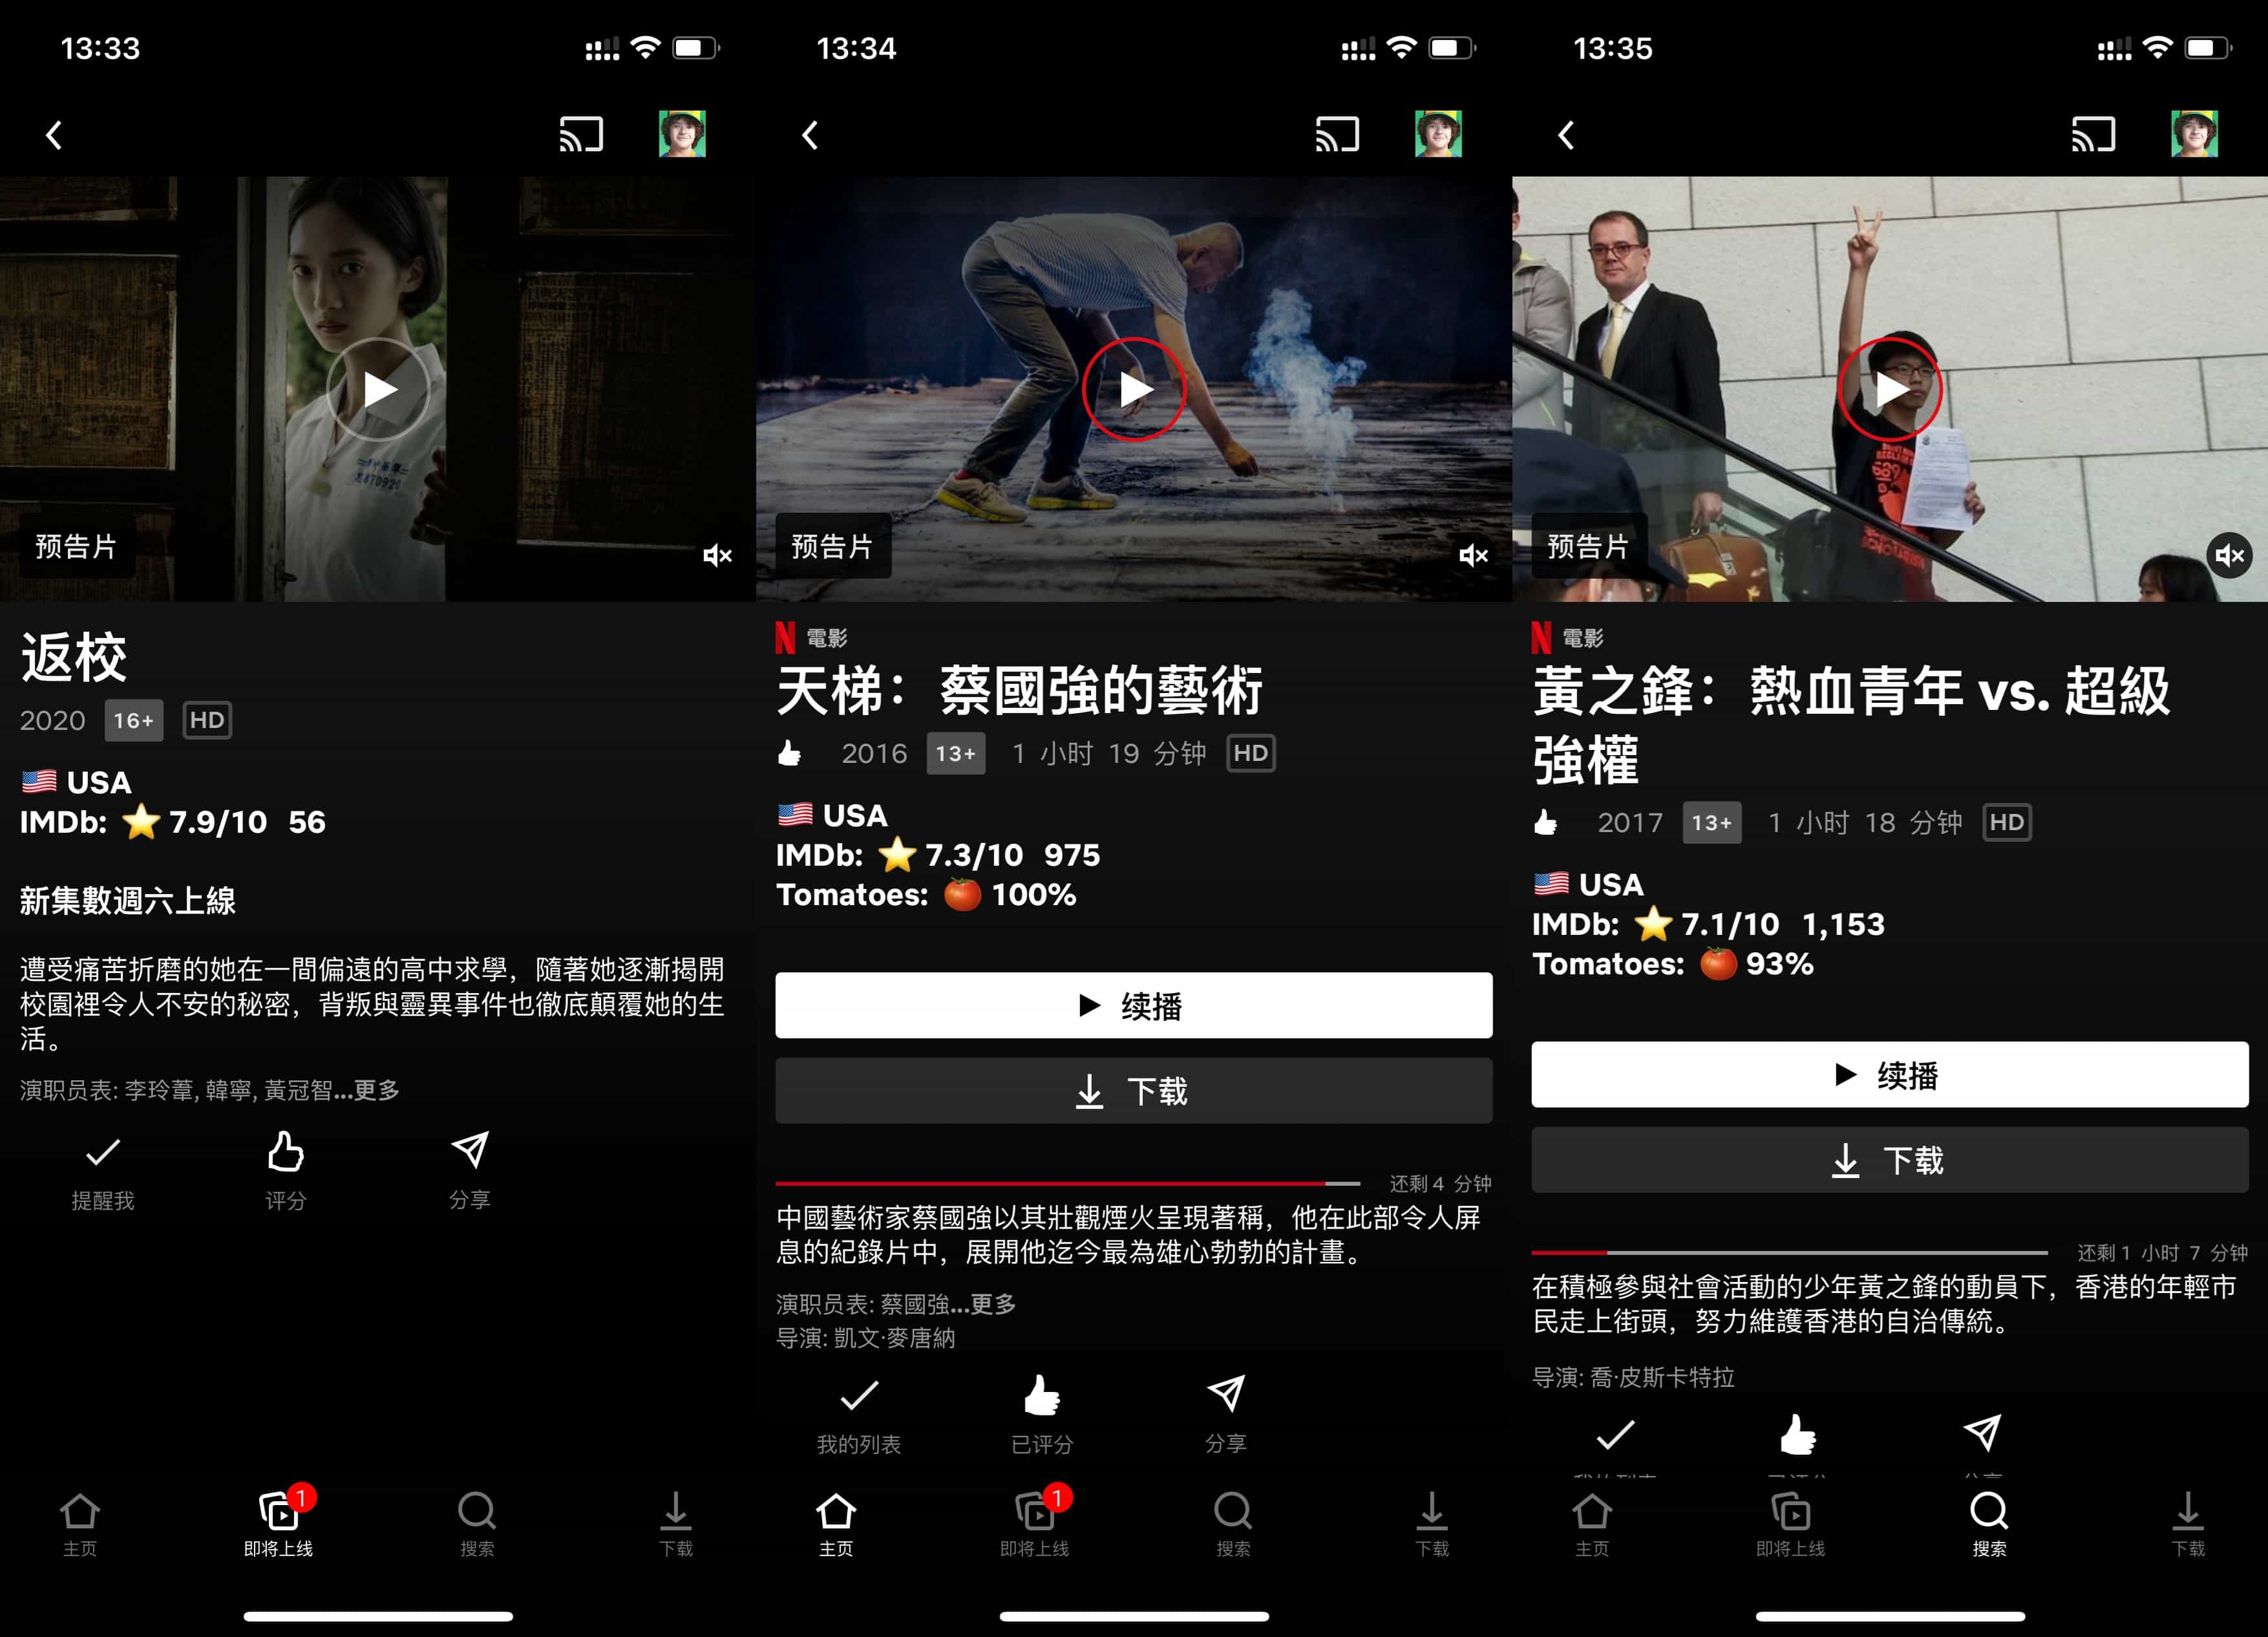 13:33
预告片
返校
2020 16+ HD
USA
IMDb: 7.9/10 56
新集數週六上線
遭受痛苦折磨的她在一間偏遠的高中求學，隨著她逐漸揭開
校園裡令人不安的秘密，背叛與靈異事件也徹底顛覆她的生
活。
演职员表: 李玲葦, 韓寧, 黃冠智...更多
提醒我 评分 分享
1
主页 即将上线 搜索 下载
13:34
预告片
N 電影
天梯：蔡國強的藝術
2016 13+ 1 小时 19 分钟 HD
USA
IMDb: 7.3/10 975
Tomatoes: 100%
续播
下载
还剩 4 分钟
中國藝術家蔡國強以其壯觀煙火呈現著稱，他在此部令人屏
息的紀錄片中，展開他迄今最為雄心勃勃的計畫。
演职员表: 蔡國強...更多
导演: 凱文·麥唐納
我的列表 已评分 分享
1
主页 即将上线 搜索 下载
13:35
689
预告片
N 電影
黃之鋒：熱血青年 vs. 超級
強權
2017 13+ 1 小时 18 分钟 HD
USA
IMDb: 7.1/10 1,153
Tomatoes: 93%
续播
下载
还剩 1 小时 7 分钟
在積極參與社會活動的少年黃之鋒的動員下，香港的年輕市
民走上街頭，努力維護香港的自治傳統。
导演: 喬·皮斯卡特拉
主页 即将上线 搜索 下载